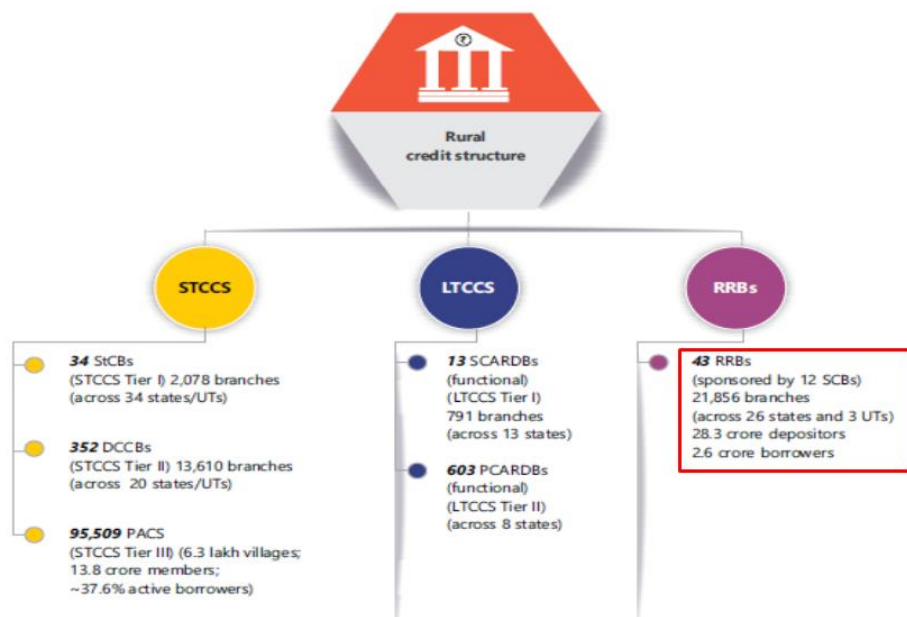 ₹
Rural
credit structure
STCCS
34 StCBs
(STCCS Tier I) 2,078 branches
(across 34 states/UTs)
352 DCCBs
(STCCS Tier II) 13,610 branches
(across 20 states/UTs)
95,509 PACS
(STCCS Tier III) (6.3 lakh villages;
13.8 crore members;
~37.6% active borrowers)
LTCCS
13 SCARDBs
(functional)
(LTCCS Tier I)
791 branches
(across 13 states)
603 PCARDBs
(functional)
(LTCCS Tier II)
(across 8 states)
RRBs
43 RRBs
(sponsored by 12 SCBs)
21,856 branches
(across 26 states and 3 UTs)
28.3 crore depositors
2.6 crore borrowers